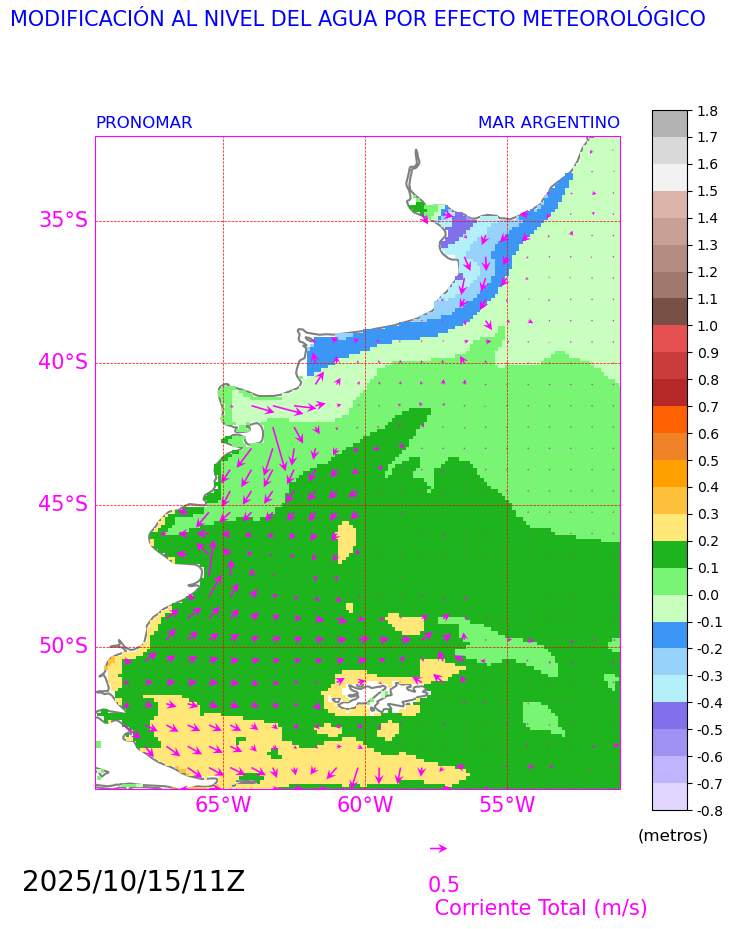 MODIFICACIÓN AL NIVEL DEL AGUA POR EFECTO METEOROLÓGICO
PRONOMAR
MAR ARGENTINO
35°S
40°S
45°S
50°S
65°W
60°W
55°W
1.8
1.7
1.6
1.5
1.4
1.3
1.2
1.1
1.0
0.9
0.8
0.7
0.6
0.5
0.4
0.3
0.2
0.1
0.0
-0.1
-0.2
-0.3
-0.4
-0.5
-0.6
-0.7
-0.8
(metros)
2025/10/15/11Z
0.5
Corriente Total (m/s)